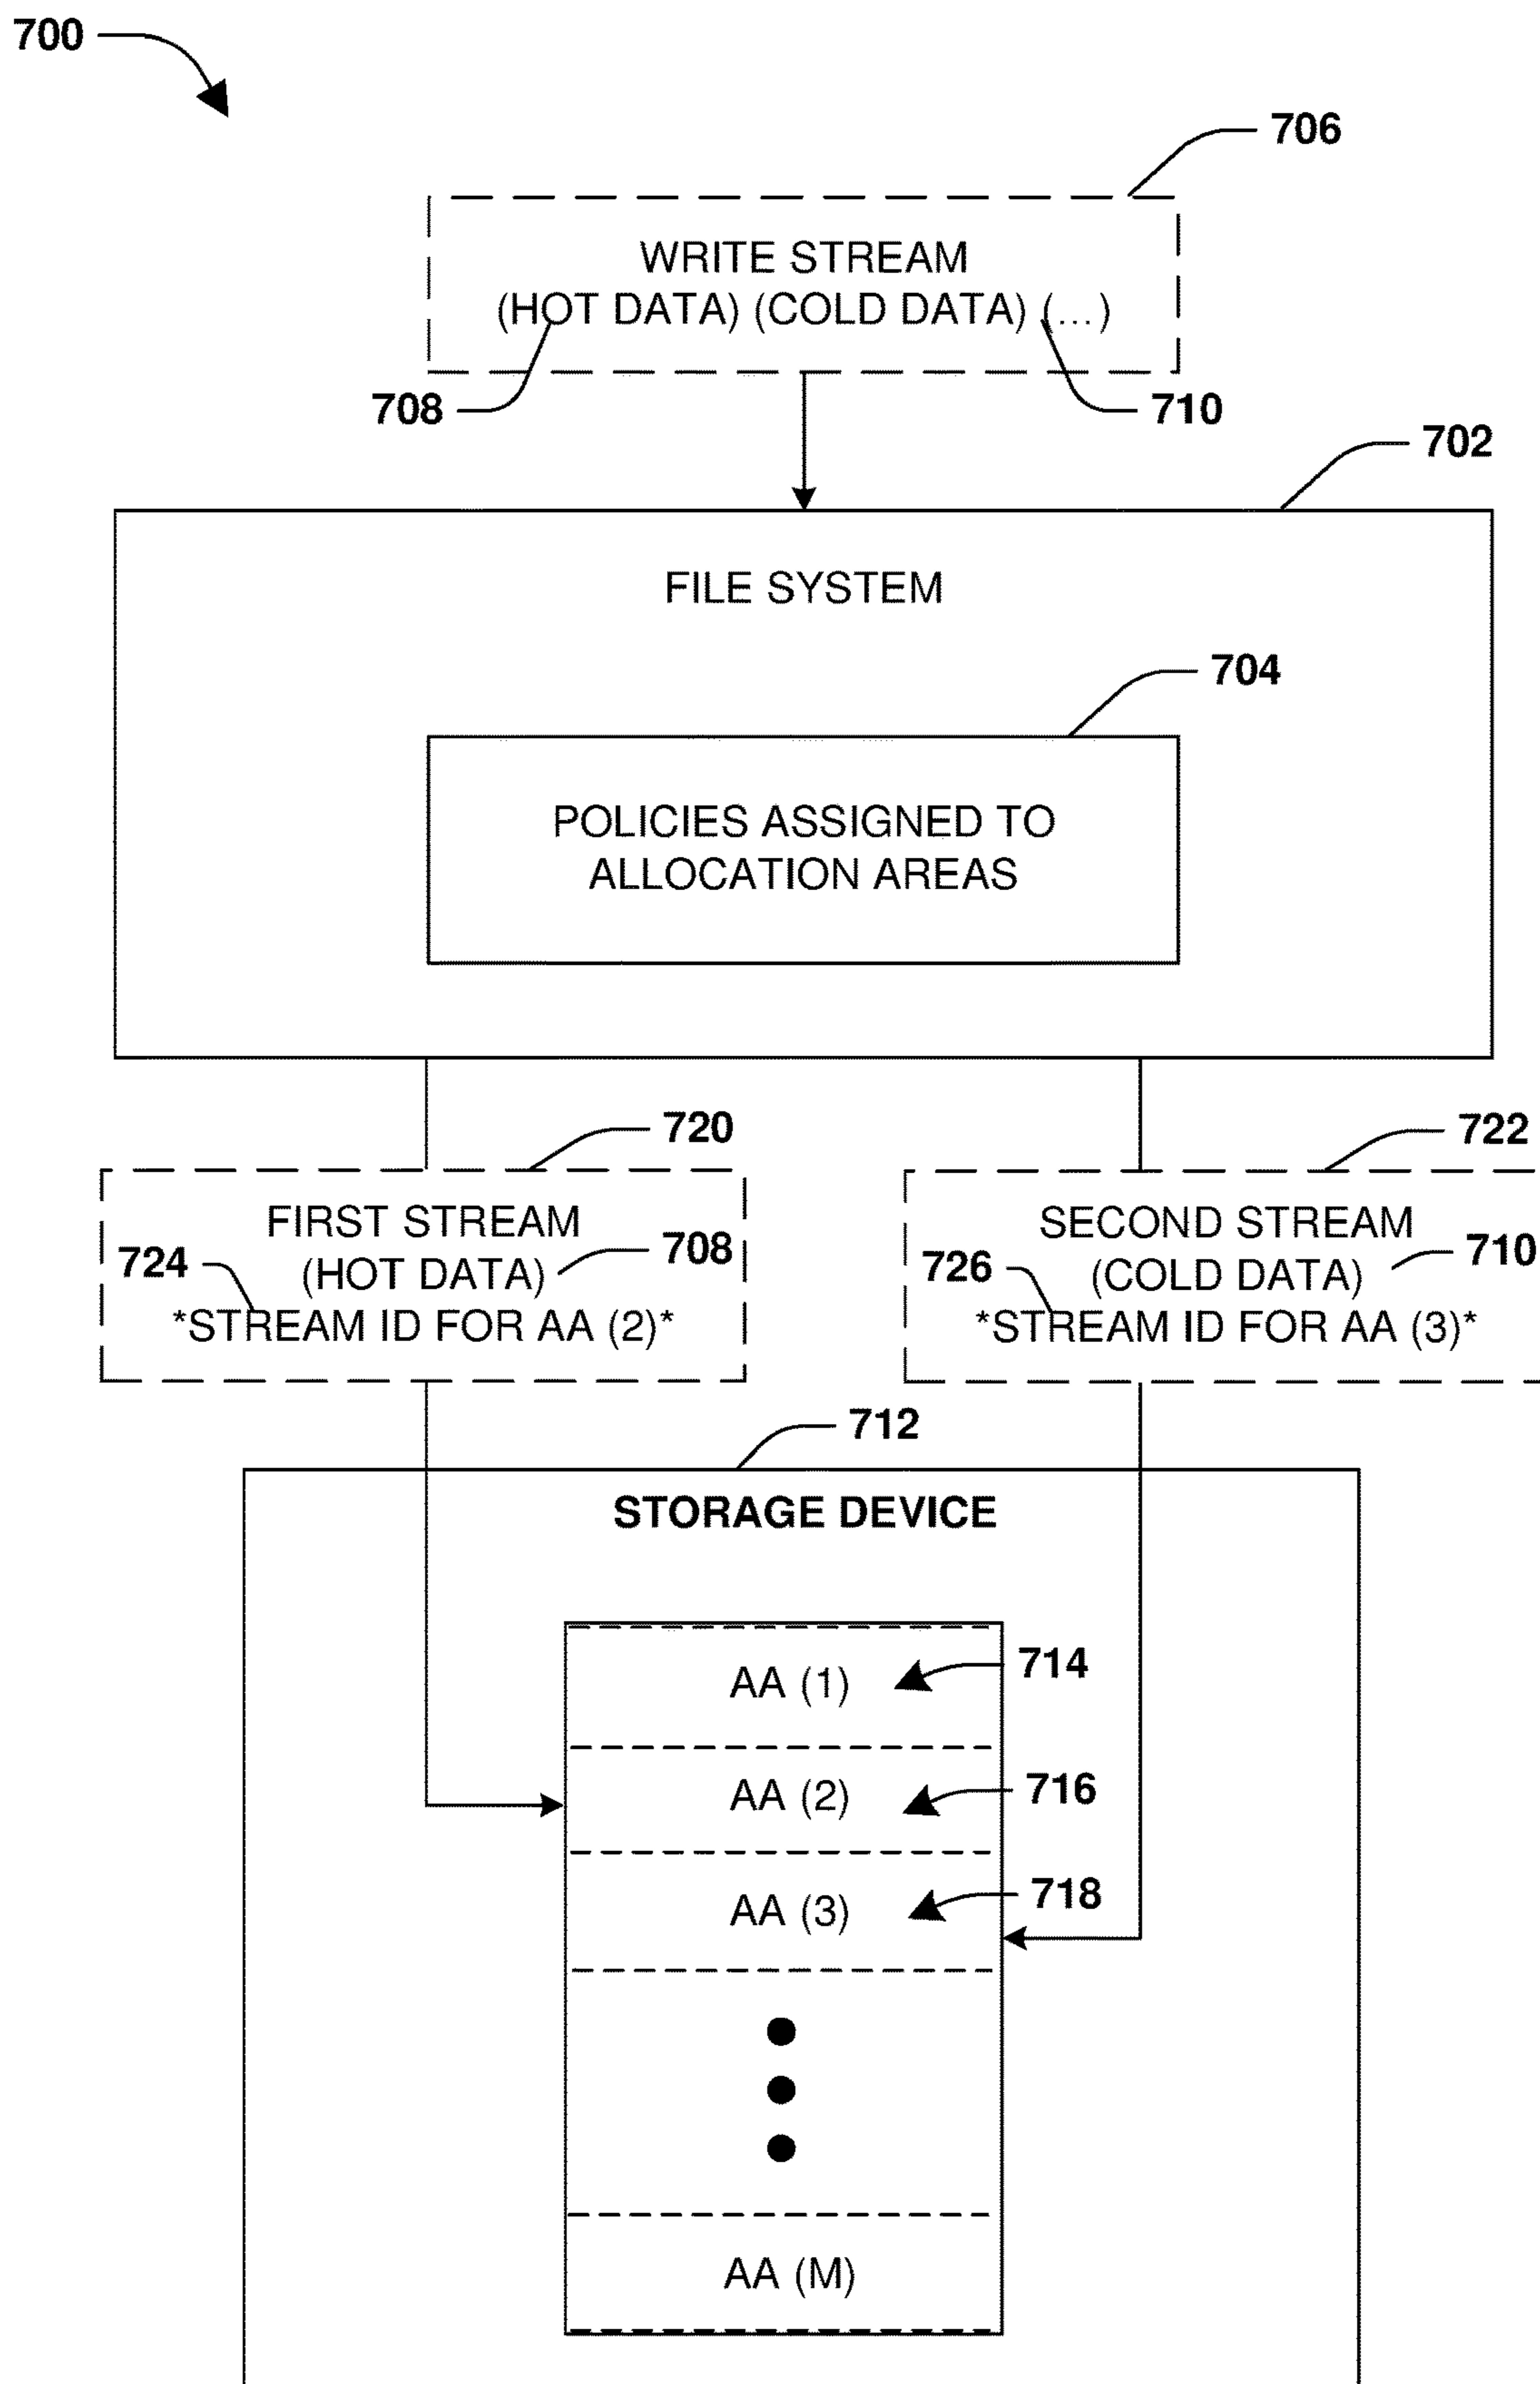 700
706
WRITE STREAM
(HOT DATA) (COLD DATA) (...)
708
710
702
FILE SYSTEM
704
POLICIES ASSIGNED TO
ALLOCATION AREAS
720
722
FIRST STREAM
(HOT DATA)
708
724
*STREAM ID FOR AA (2)*
SECOND STREAM
(COLD DATA)
710
726
*STREAM ID FOR AA (3)*
712
STORAGE DEVICE
AA (1)
714
AA (2)
716
AA (3)
718
AA (M)